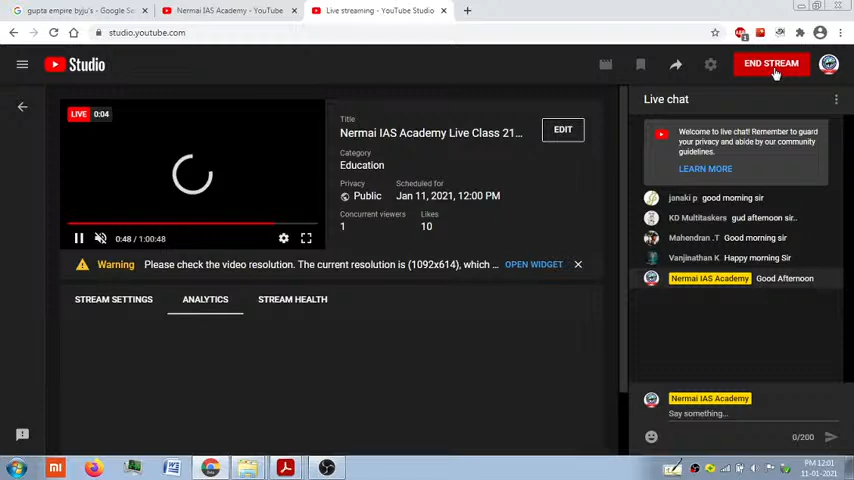 gupta empire byju's - Google Se
Nermai IAS Academy - YouTube
Live streaming - YouTube Studio
studio.youtube.com
Studio
END STREAM
LIVE 0:04
0:48 / 1:00:48
Title
Nermai IAS Academy Live Class 21...
EDIT
Category
Education
Privacy
Public
Scheduled for
Jan 11, 2021, 12:00 PM
Concurrent viewers
1
Likes
10
Warning Please check the video resolution. The current resolution is (1092x614), which ... OPEN WIDGET
STREAM SETTINGS ANALYTICS STREAM HEALTH
Live chat
Welcome to live chat! Remember to guard
your privacy and abide by our community
guidelines.
LEARN MORE
janaki p good morning sir
KD Multitaskers gud afternoon sir..
Mahendran .T Good morning sir
Vanjinathan K Happy morning Sir
Nermai IAS Academy Good Afternoon
Nermai IAS Academy
Say something...
0/200
PM 12:01
11-01-2021